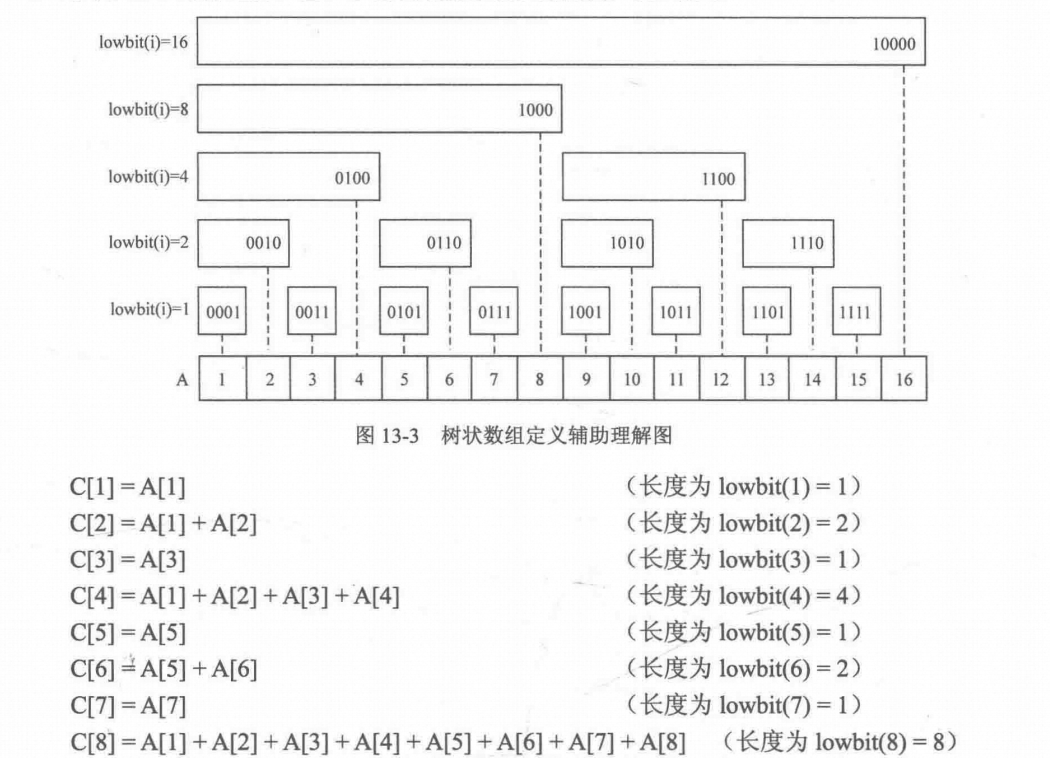 lowbit(i)=16 10000
lowbit(i)=8 1000
lowbit(i)=4 0100 1100
lowbit(i)=2 0010 0110 1010 1110
lowbit(i)=1 0001 0011 0101 0111 1001 1011 1101 1111
A 1 2 3 4 5 6 7 8 9 10 11 12 13 14 15 16
图 13-3 树状数组定义辅助理解图
C[1] = A[1] （长度为 lowbit(1) = 1）
C[2] = A[1] + A[2] （长度为 lowbit(2) = 2）
C[3] = A[3] （长度为 lowbit(3) = 1）
C[4] = A[1] + A[2] + A[3] + A[4] （长度为 lowbit(4) = 4）
C[5] = A[5] （长度为 lowbit(5) = 1）
C[6] = A[5] + A[6] （长度为 lowbit(6) = 2）
C[7] = A[7] （长度为 lowbit(7) = 1）
C[8] = A[1] + A[2] + A[3] + A[4] + A[5] + A[6] + A[7] + A[8] （长度为 lowbit(8) = 8）